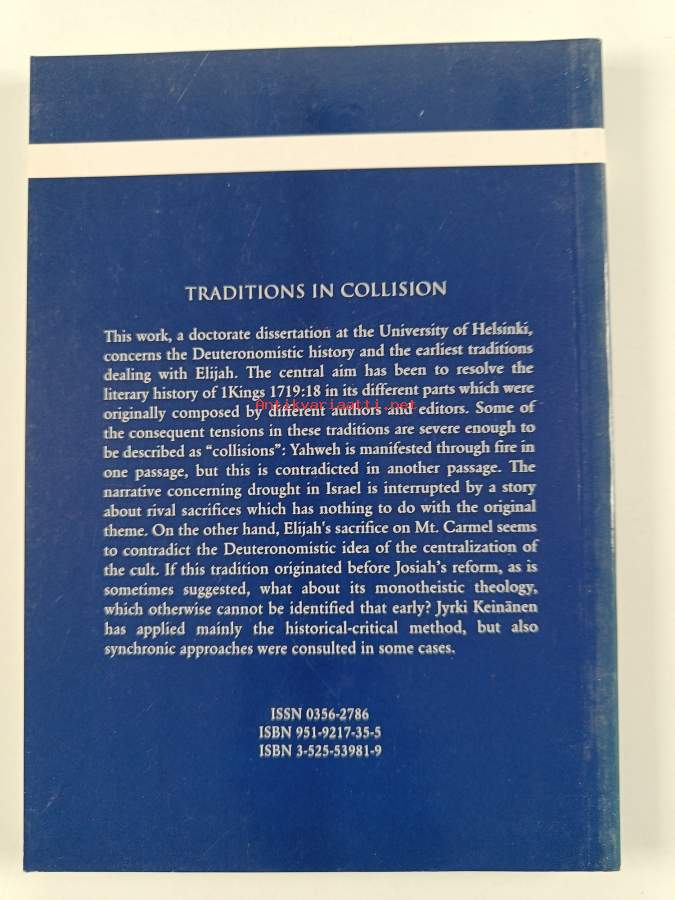 TRADITIONS IN COLLISION
This work, a doctorate dissertation at the University of Helsinki,
concerns the Deuteronomistic history and the earliest traditions
dealing with Elijah. The central aim has been to resolve the
literary history of 1Kings 1719:18 in its different parts which were
Antikvariaatti.net
originally composed by different authors and editors. Some of
the consequent tensions in these traditions are severe enough to
be described as “collisions”: Yahweh is manifested through fire in
one passage, but this is contradicted in another passage. The
narrative concerning drought in Israel is interrupted by a story
about rival sacrifices which has nothing to do with the original
theme. On the other hand, Elijah's sacrifice on Mt. Carmel seems
to contradict the Deuteronomistic idea of the centralization of
the cult. If this tradition originated before Josiah's reform, as is
sometimes suggested, what about its monotheistic theology,
which otherwise cannot be identified that early? Jyrki Keinänen
has applied mainly the historical-critical method, but also
synchronic approaches were consulted in some cases.
ISSN 0356-2786
ISBN 951-9217-35-5
ISBN 3-525-53981-9